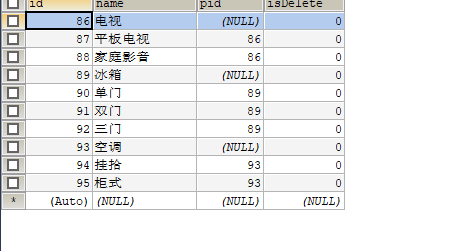 id name pid isDelete
86 电视 (NULL) 0
87 平板电视 86 0
88 家庭影音 86 0
89 冰箱 (NULL) 0
90 单门 89 0
91 双门 89 0
92 三门 89 0
93 空调 (NULL) 0
94 挂拾 93 0
95 柜式 93 0
* (Auto) (NULL) (NULL) (NULL)